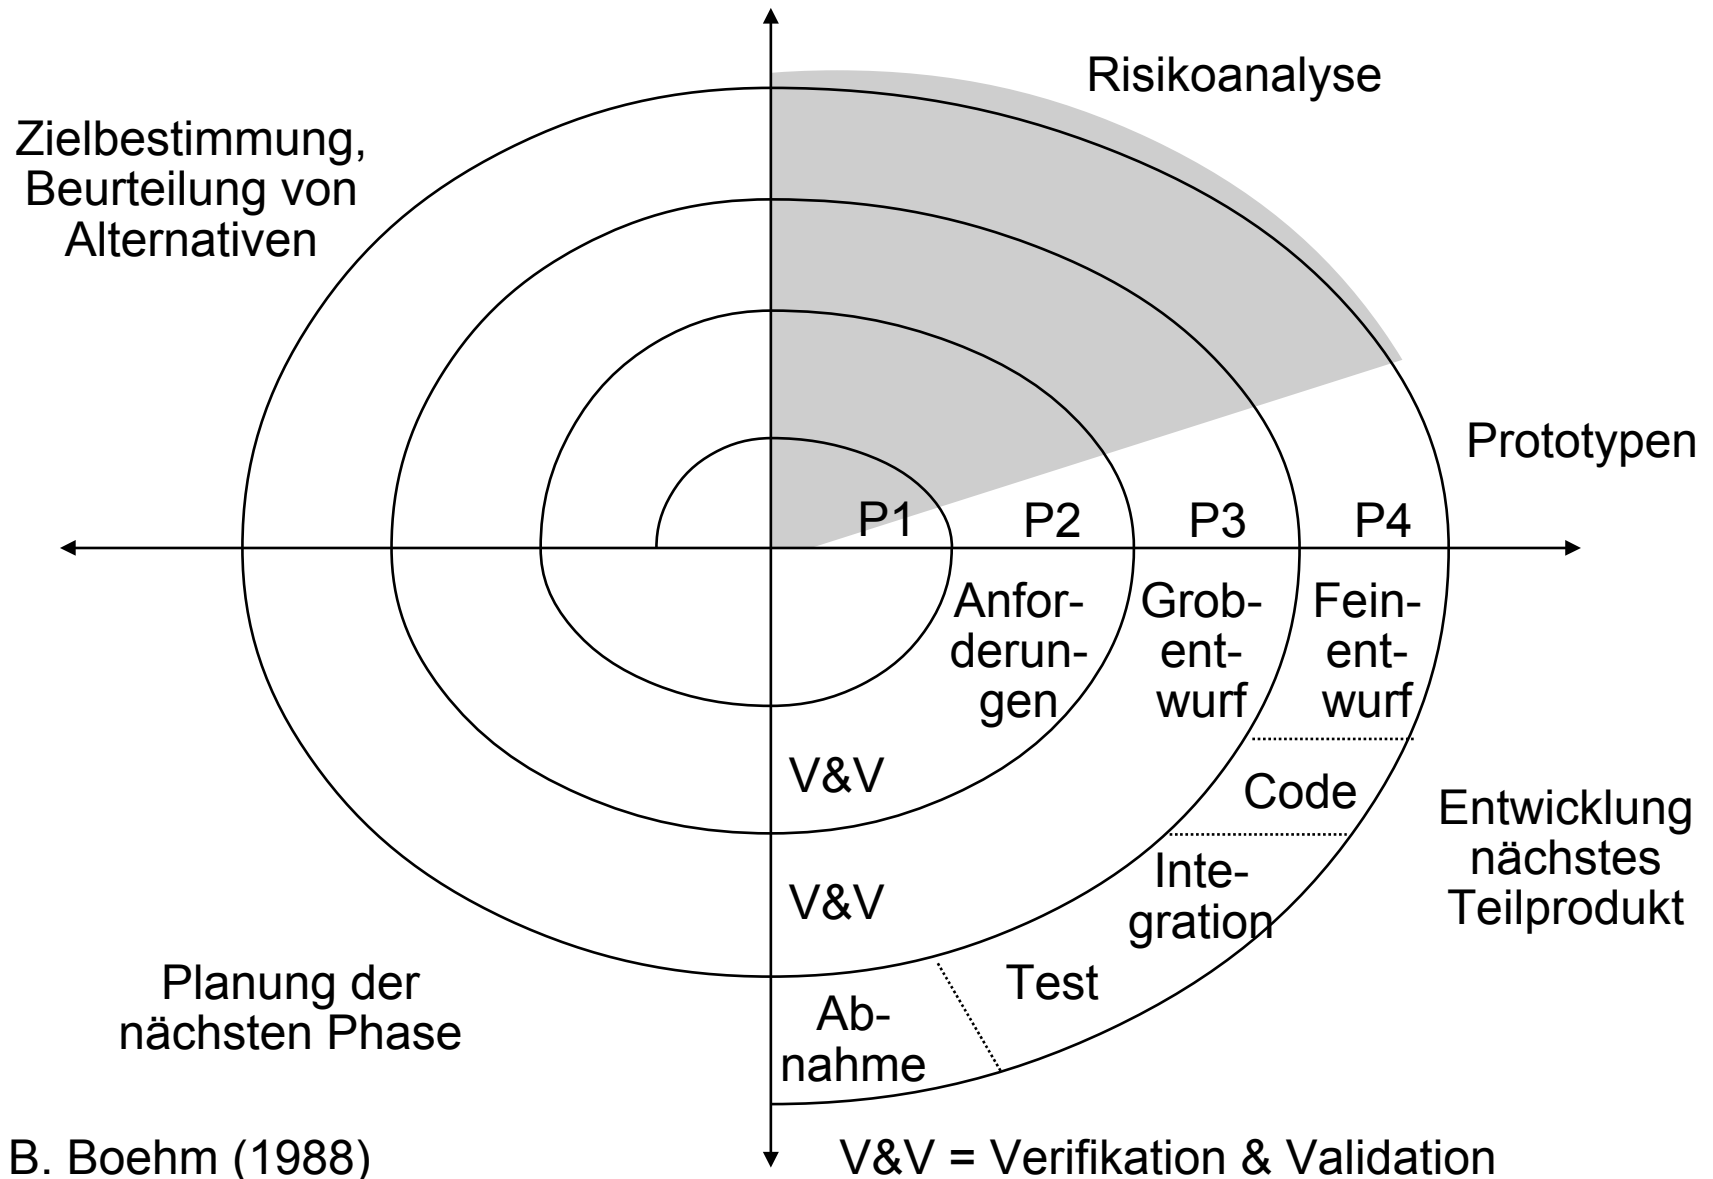 Risikoanalyse
Zielbestimmung,
Beurteilung von
Alternativen
Prototypen
P1
P2
P3
P4
Anfor-
derun-
gen
Grob-
ent-
wurf
Fein-
ent-
wurf
V&V
Code
Entwicklung
nächstes
Teilprodukt
V&V
Inte-
gration
Test
Ab-
nahme
Planung der
nächsten Phase
B. Boehm (1988)
V&V = Verifikation & Validation